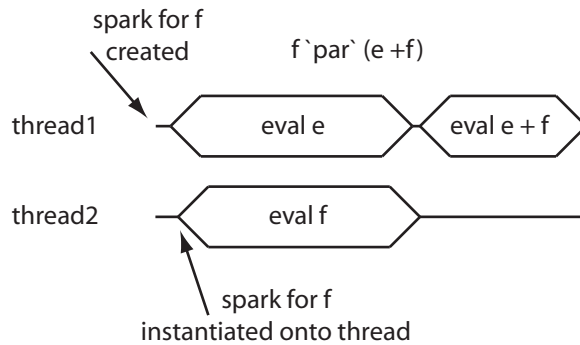 spark for f
created
f `par` (e +f)
thread1
eval e
eval e + f
thread2
eval f
spark for f
instantiated onto thread